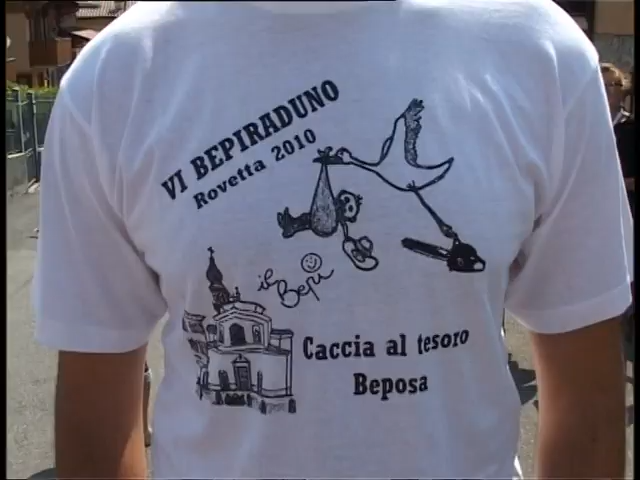 VI BEPIRADUNO
Rovetta 2010
il Bepi
Caccia al tesoro
Beposa